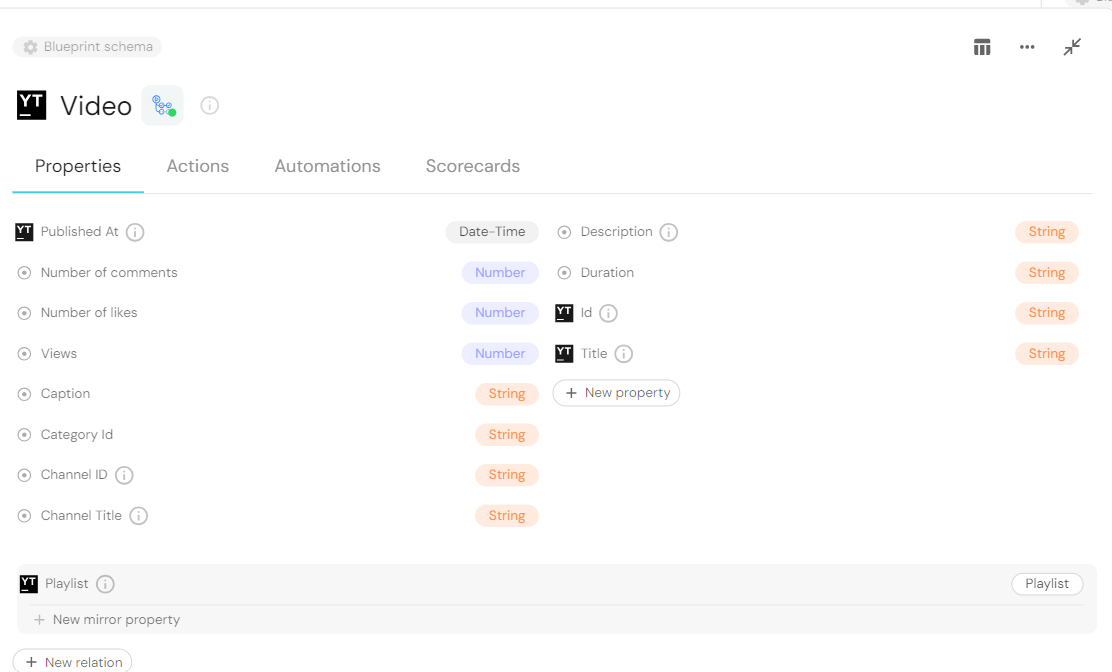 Blueprint schema
YT Video
Properties Actions Automations Scorecards
YT Published At Date-Time
Number of comments Number
Number of likes Number
Views Number
Caption String
Category Id String
Channel ID String
Channel Title String
Description String
Duration String
YT Id String
YT Title String
+ New property
YT Playlist Playlist
+ New mirror property
+ New relation